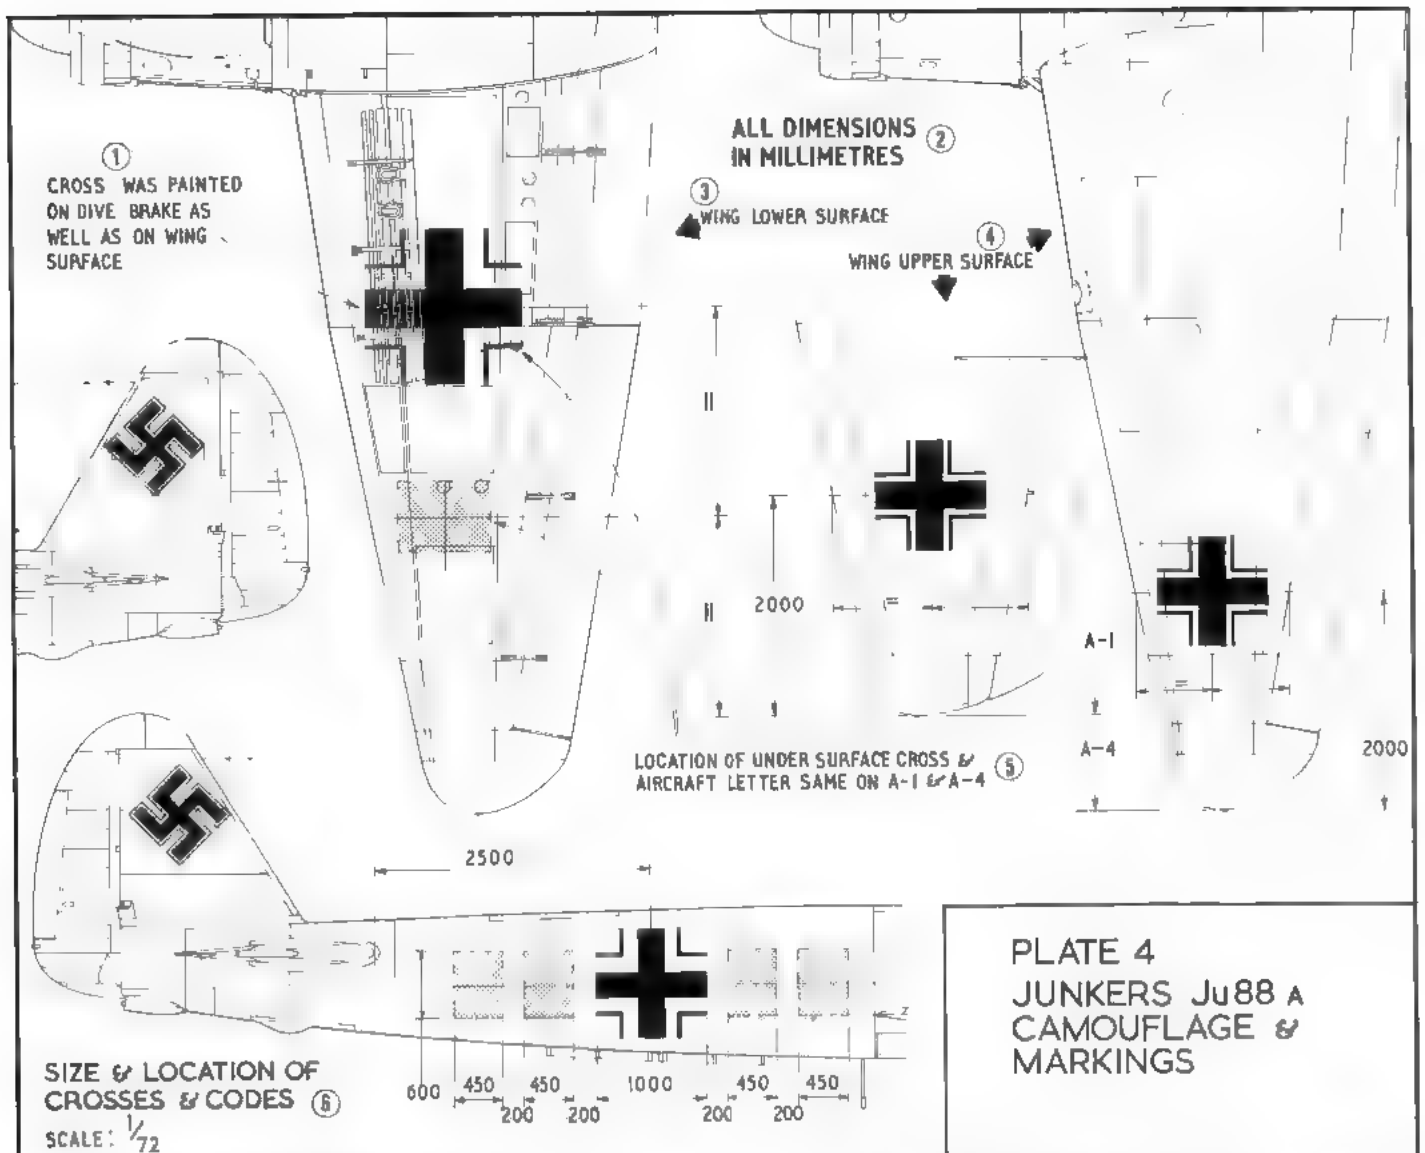 1
CROSS WAS PAINTED
ON DIVE BRAKE AS
WELL AS ON WING
SURFACE
ALL DIMENSIONS
IN MILLIMETRES
2
3
WING LOWER SURFACE
4
WING UPPER SURFACE
2000
A-1
A-4
2000
LOCATION OF UNDER SURFACE CROSS &
AIRCRAFT LETTER SAME ON A-1 & A-4
5
2500
600
450
450
1000
450
450
200
200
200
200
SIZE & LOCATION OF
CROSSES & CODES 6
SCALE: 1/72
PLATE 4
JUNKERS Ju88 A
CAMOUFLAGE &
MARKINGS